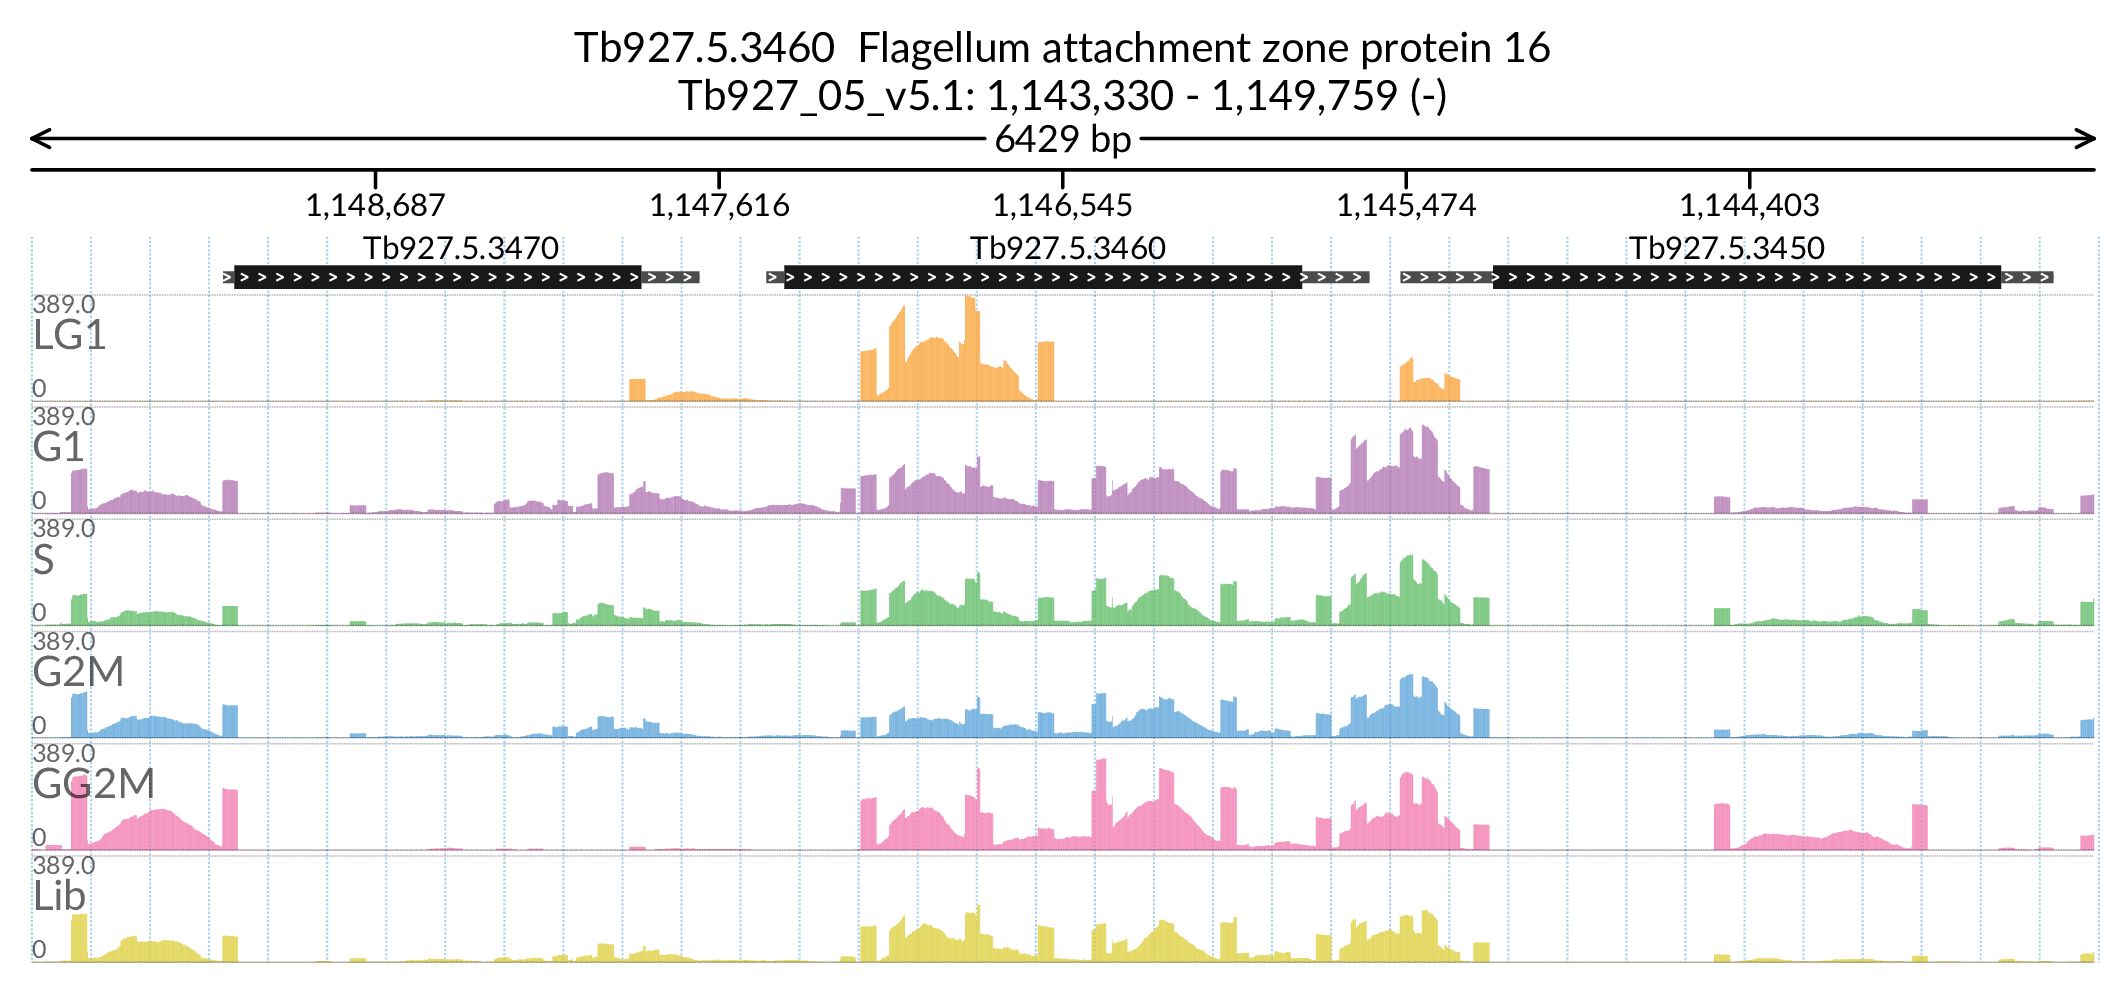 Tb927.5.3460  Flagellum attachment zone protein 16
Tb927_05_v5.1: 1,143,330 - 1,149,759 (-)
6429 bp
1,148,687 1,147,616 1,146,545 1,145,474 1,144,403
Tb927.5.3470 Tb927.5.3460 Tb927.5.3450
389.0
LG1
0
389.0
G1
0
389.0
S
0
389.0
G2M
0
389.0
GG2M
0
389.0
Lib
0